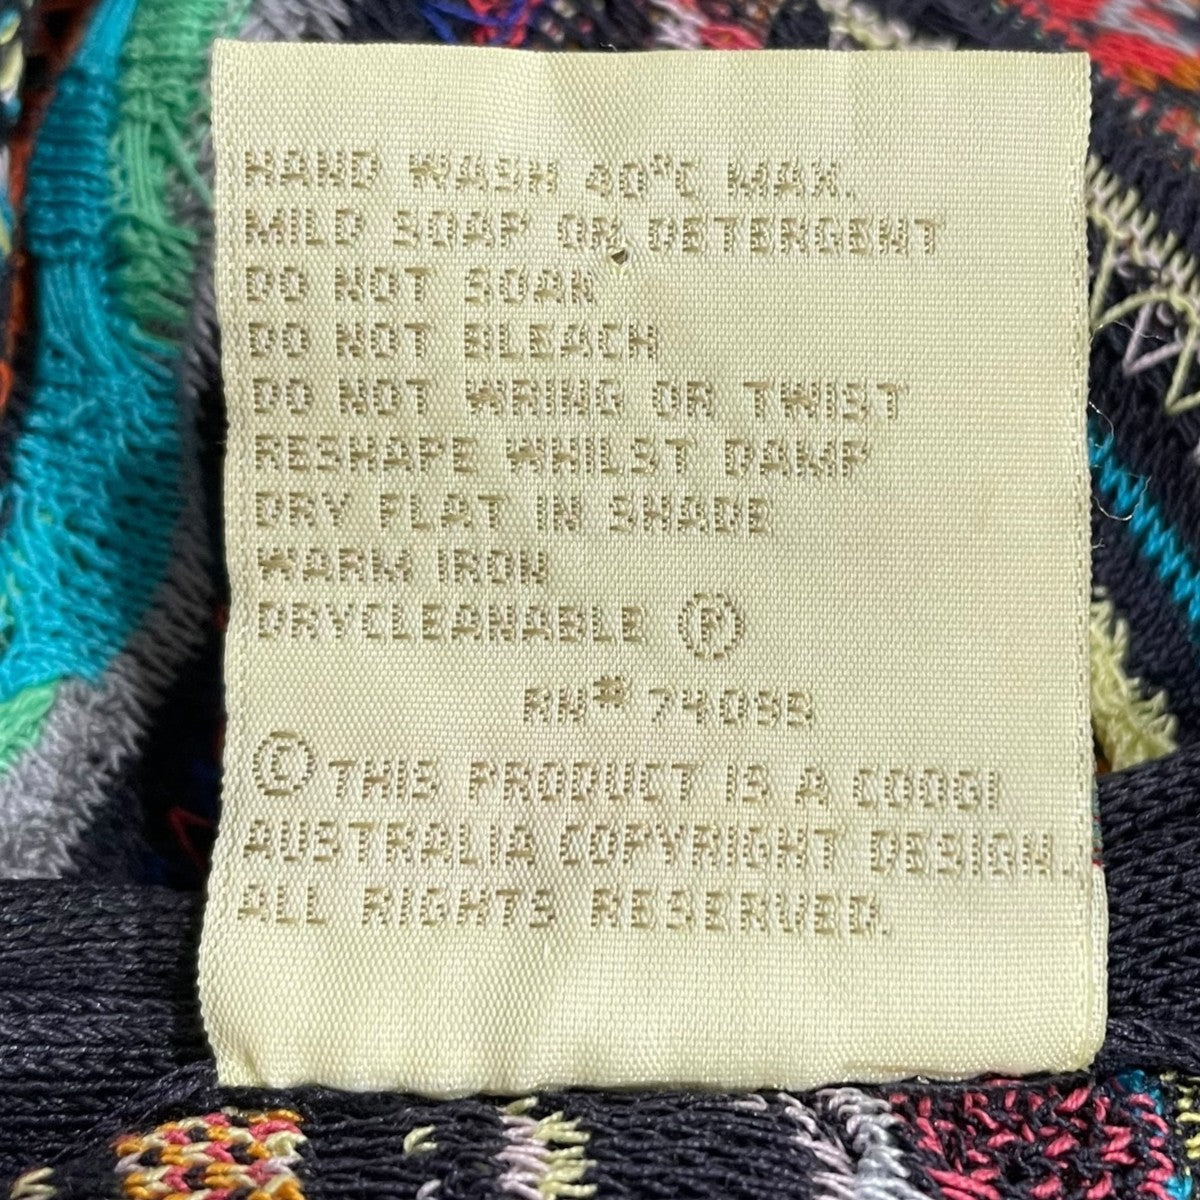 HAND WASH 40°C MAX.
MILD SOAP OR DETERGENT
DO NOT SOAK
DO NOT BLEACH
DO NOT WRING OR TWIST
RESHAPE WHILST DAMP
DRY FLAT IN SHADE
WARM IRON
DRYCLEANABLE Ⓟ
RN# 74099
© THIS PRODUCT IS A COOGI
AUSTRALIA COPYRIGHT DESIGN.
ALL RIGHTS RESERVED.